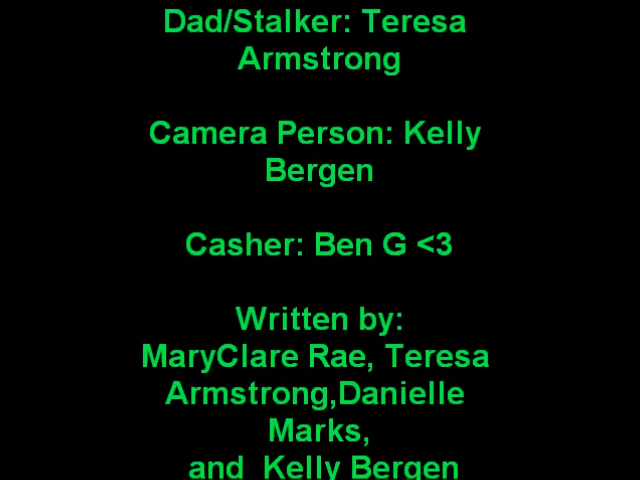 Dad/Stalker: Teresa
Armstrong
Camera Person: Kelly
Bergen
Casher: Ben G <3
Written by:
MaryClare Rae, Teresa
Armstrong,Danielle
Marks,
and  Kelly Bergen